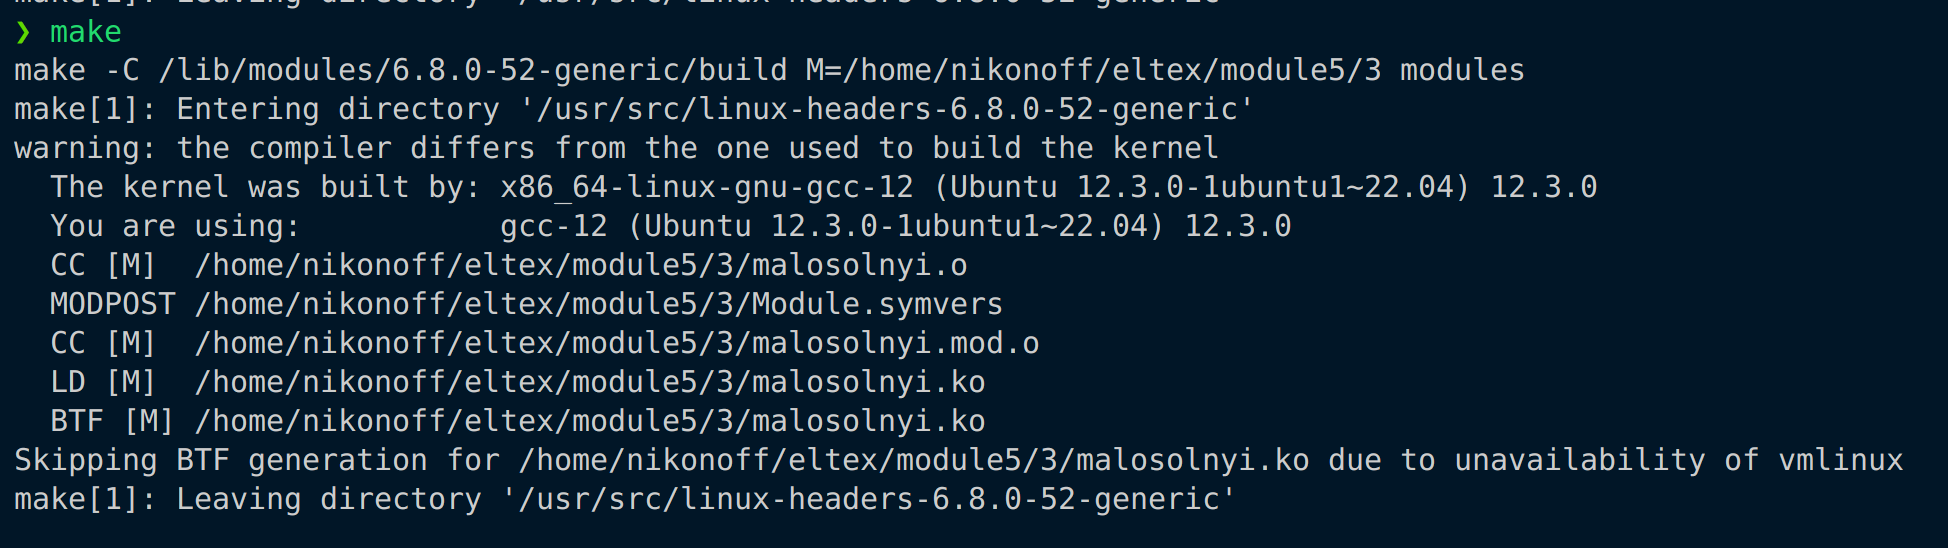 make[1]: Leaving directory '/usr/src/linux-headers-6.8.0-52-generic'
❯ make
make -C /lib/modules/6.8.0-52-generic/build M=/home/nikonoff/eltex/module5/3 modules
make[1]: Entering directory '/usr/src/linux-headers-6.8.0-52-generic'
warning: the compiler differs from the one used to build the kernel
  The kernel was built by: x86_64-linux-gnu-gcc-12 (Ubuntu 12.3.0-1ubuntu1~22.04) 12.3.0
  You are using:           gcc-12 (Ubuntu 12.3.0-1ubuntu1~22.04) 12.3.0
  CC [M]  /home/nikonoff/eltex/module5/3/malosolnyi.o
  MODPOST /home/nikonoff/eltex/module5/3/Module.symvers
  CC [M]  /home/nikonoff/eltex/module5/3/malosolnyi.mod.o
  LD [M]  /home/nikonoff/eltex/module5/3/malosolnyi.ko
  BTF [M] /home/nikonoff/eltex/module5/3/malosolnyi.ko
Skipping BTF generation for /home/nikonoff/eltex/module5/3/malosolnyi.ko due to unavailability of vmlinux
make[1]: Leaving directory '/usr/src/linux-headers-6.8.0-52-generic'